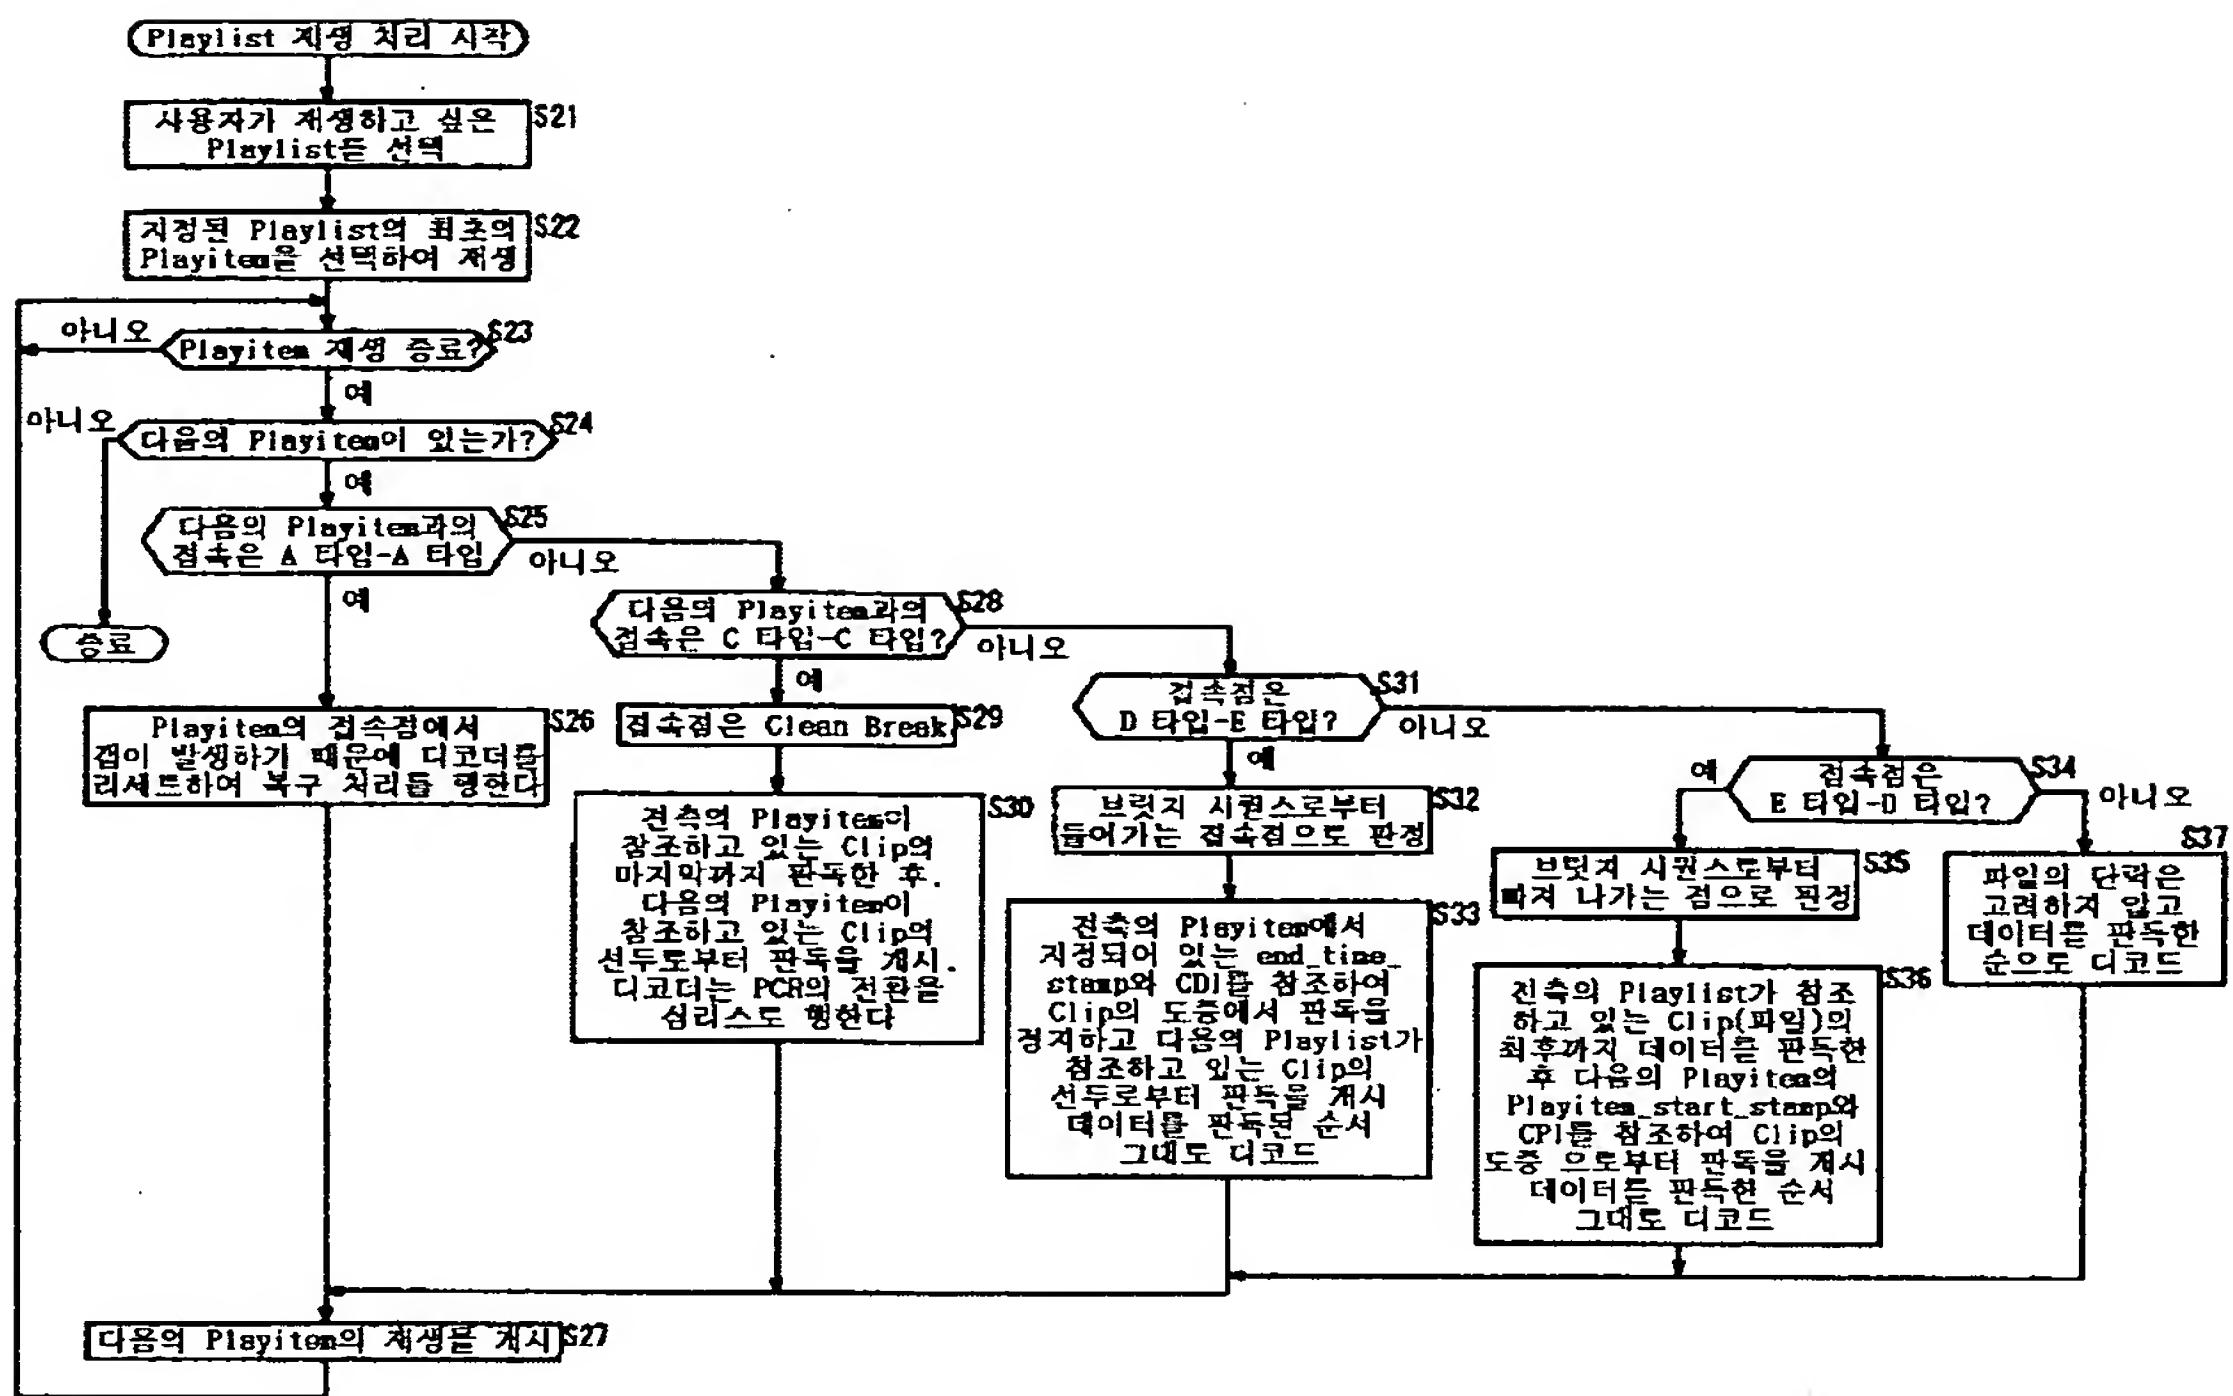 Playlist 재생 처리 시작
사용자가 재생하고 싶은
Playlist를 선택
S21
지정된 Playlist의 최초의
Playitem을 선택하여 재생
S22
아니오
Playitem 재생 종료?
S23
예
아니오
다음의 Playitem이 있는가?
S24
예
다음의 Playitem과의
접속은 A 타입-A 타입
S25
아니오
예
종료
Playitem의 접속점에서
갭이 발생하기 때문에 디코더를
리세트하여 복구 처리를 행한다
S26
다음의 Playitem과의
접속은 C 타입-C 타입?
S28
아니오
예
접속점은 Clean Break
S29
전측의 Playitem이
참조하고 있는 Clip의
마지막까지 판독한 후.
다음의 Playitem이
참조하고 있는 Clip의
선두로부터 판독을 개시.
디코더는 PCR의 전환을
심리스로 행한다
S30
접속점은
D 타입-E 타입?
S31
아니오
예
브릿지 시퀀스로부터
들어가는 접속점으로 판정
S32
전측의 Playitem에서
지정되어 있는 end_time_
stamp와 CDI를 참조하여
Clip의 도중에서 판독을
정지하고 다음의 Playlist가
참조하고 있는 Clip의
선두로부터 판독을 개시
데이터를 판독된 순서
그대로 디코드
S33
예
접속점은
E 타입-D 타입?
S34
아니오
브릿지 시퀀스로부터
빠져 나가는 점으로 판정
S35
전측의 Playlist가 참조
하고 있는 Clip(파일)의
최후까지 데이터를 판독한
후 다음의 Playitem의
Playitem_start_stamp와
CPI를 참조하여 Clip의
도중 으로부터 판독을 개시
데이터를 판독한 순서
그대로 디코드
S36
S37
파일의 단락은
고려하지 않고
데이터를 판독한
순으로 디코드
다음의 Playitem의 재생을 개시
S27